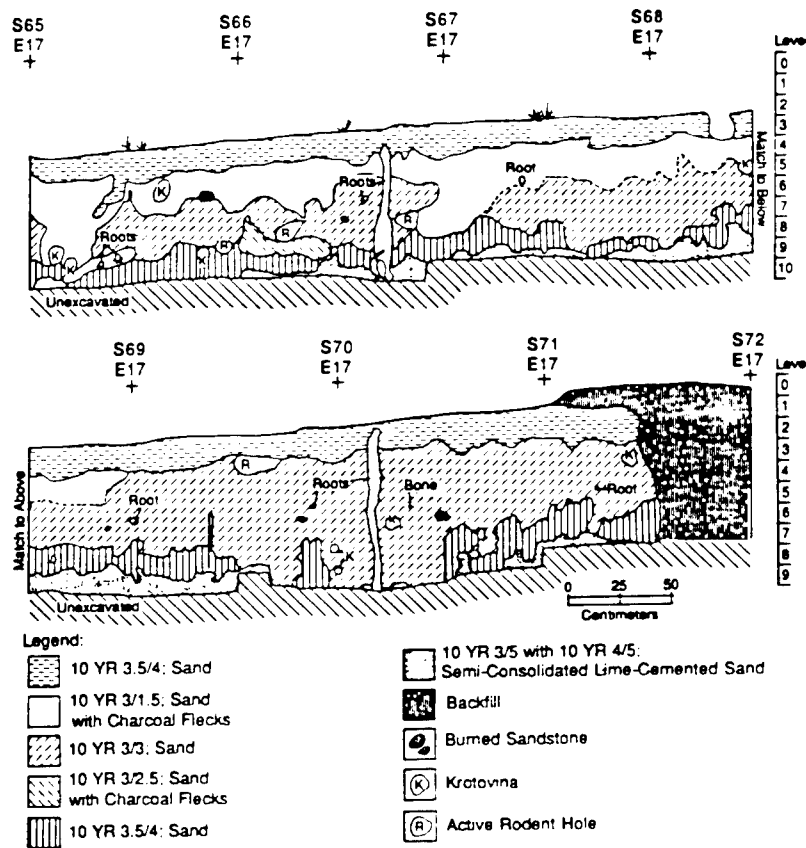 S65 S66 S67 S68
E17 E17 E17 E17
Level
0
1
2
3
4
5
6
7
8
9
10
Match to Below
Root
Roots
Roots
K
K
K
K
K
K
R
R
R
Unexcavated
S69 S70 S71 S72
E17 E17 E17 E17
Level
0
1
2
3
4
5
6
7
8
9
Match to Above
R
K
Root
Roots
Bone
Root
K
K
Unexcavated
0 25 50
Centimeters
Legend:
10 YR 3.5/4; Sand
10 YR 3/1.5; Sand
with Charcoal Flecks
10 YR 3/3; Sand
10 YR 3/2.5; Sand
with Charcoal Flecks
10 YR 3.5/4; Sand
10 YR 3/5 with 10 YR 4/5;
Semi-Consolidated Lime-Cemented Sand
Backfill
Burned Sandstone
K Krotovina
R Active Rodent Hole